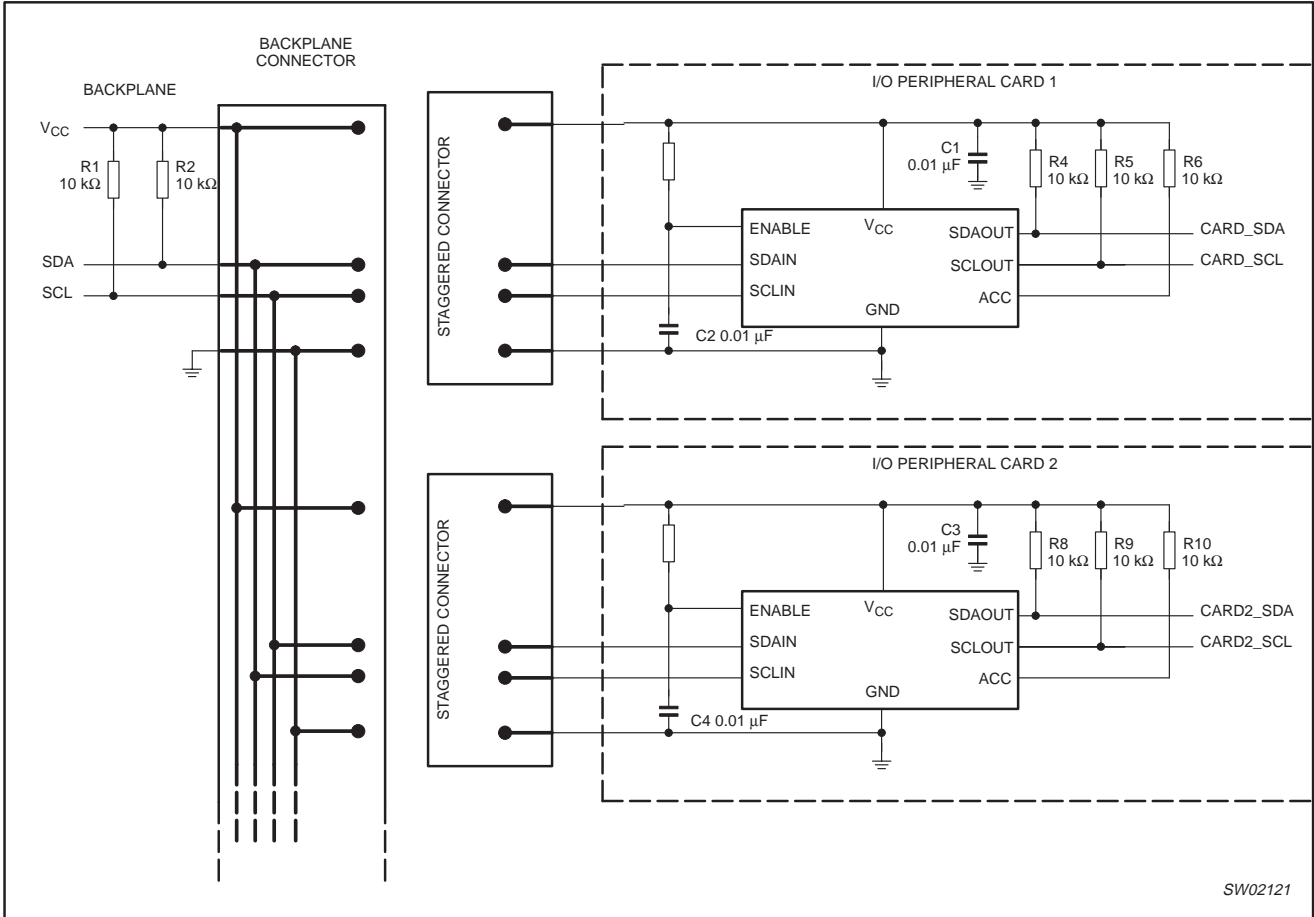 BACKPLANE
CONNECTOR
BACKPLANE
VCC
R1
10 kΩ
R2
10 kΩ
SDA
SCL
STAGGERED CONNECTOR
I/O PERIPHERAL CARD 1
C1
0.01 μF
R4
10 kΩ
R5
10 kΩ
R6
10 kΩ
ENABLE
VCC
SDAOUT
CARD_SDA
SDAIN
SCLOUT
CARD_SCL
SCLIN
ACC
GND
C2 0.01 μF
STAGGERED CONNECTOR
I/O PERIPHERAL CARD 2
C3
0.01 μF
R8
10 kΩ
R9
10 kΩ
R10
10 kΩ
ENABLE
VCC
SDAOUT
CARD2_SDA
SDAIN
SCLOUT
CARD2_SCL
SCLIN
ACC
GND
C4 0.01 μF
SW02121